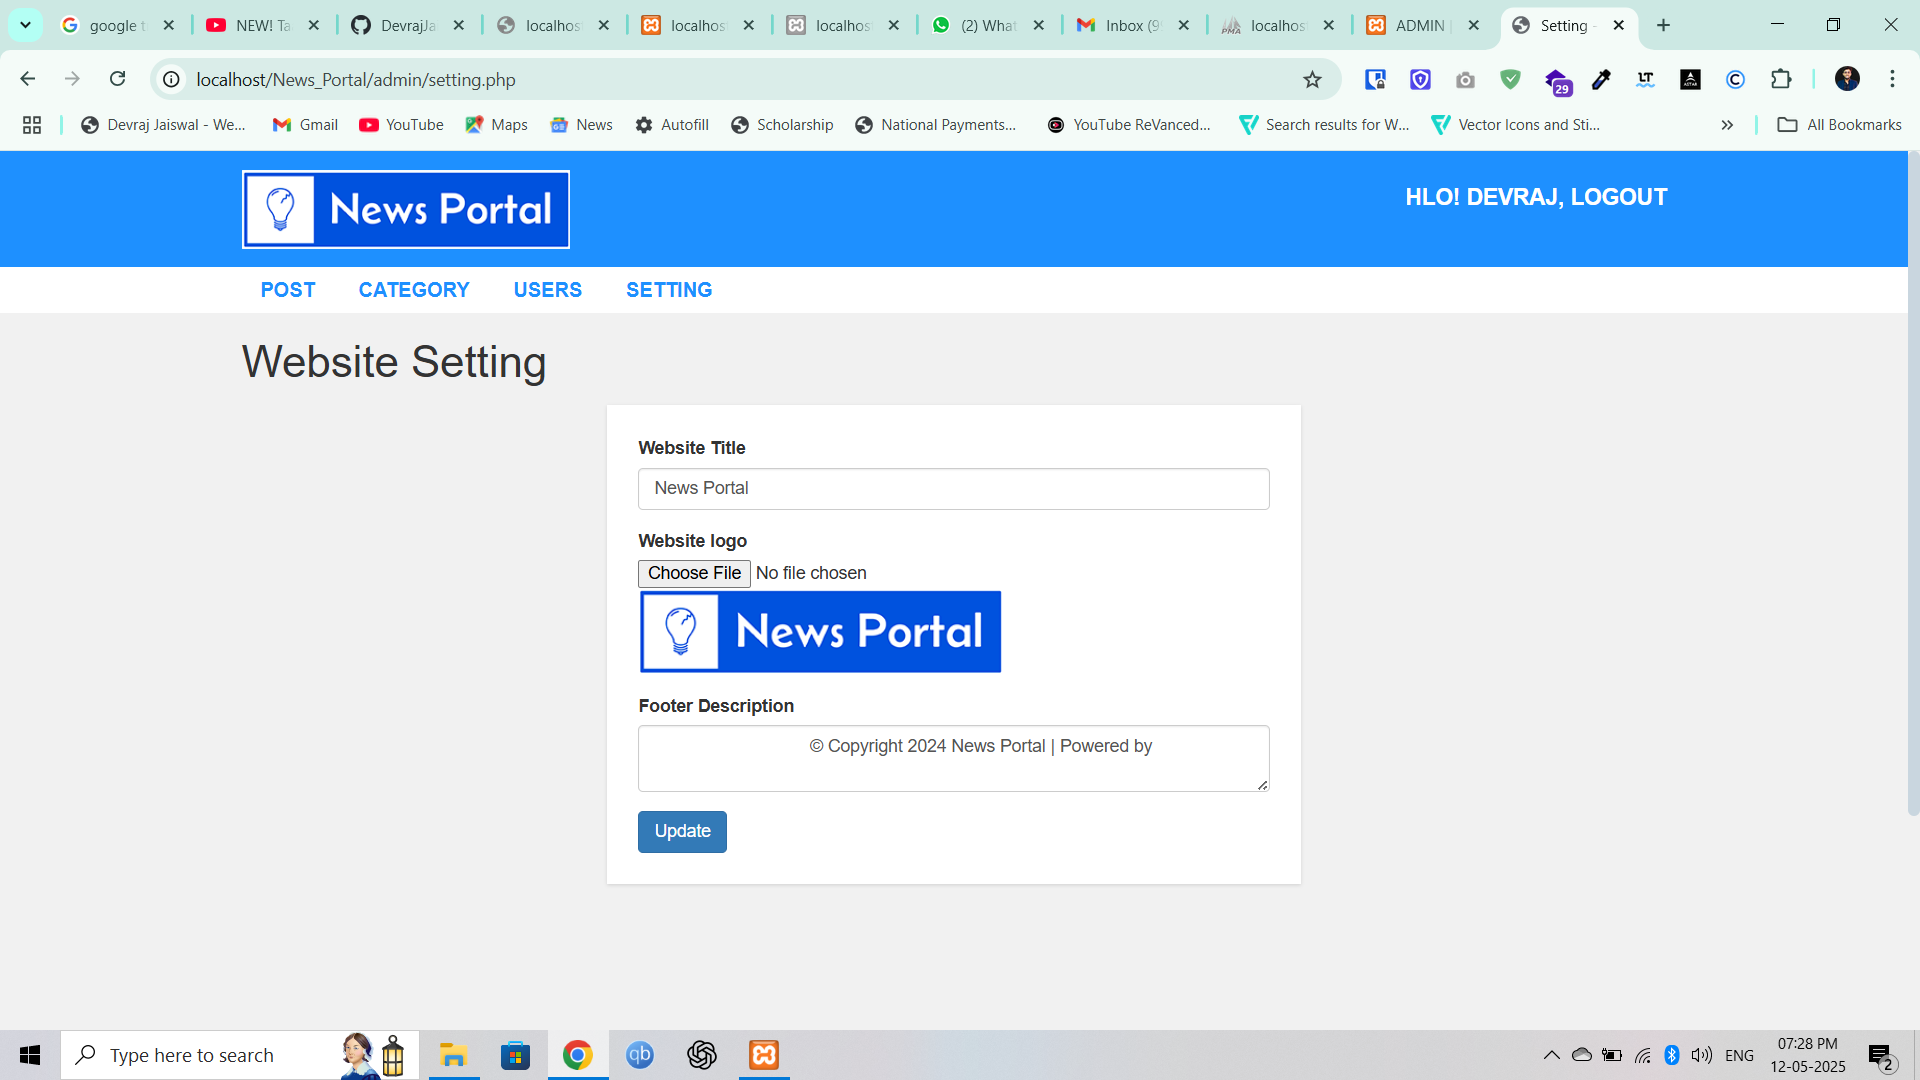 google t
NEW! Ta
DevrajJa
localhos
localhos
localhos
(2) What
Inbox (9
localhos
ADMIN |
Setting -
localhost/News_Portal/admin/setting.php
29
LT
Devraj Jaiswal - We...
Gmail
YouTube
Maps
News
Autofill
Scholarship
National Payments...
YouTube ReVanced...
Search results for W...
Vector Icons and Sti...
All Bookmarks
News Portal
HLO! DEVRAJ, LOGOUT
POST
CATEGORY
USERS
SETTING
Website Setting
Website Title
News Portal
Website logo
Choose File No file chosen
News Portal
Footer Description
© Copyright 2024 News Portal | Powered by
Update
Type here to search
qb
ENG
07:28 PM
12-05-2025
2